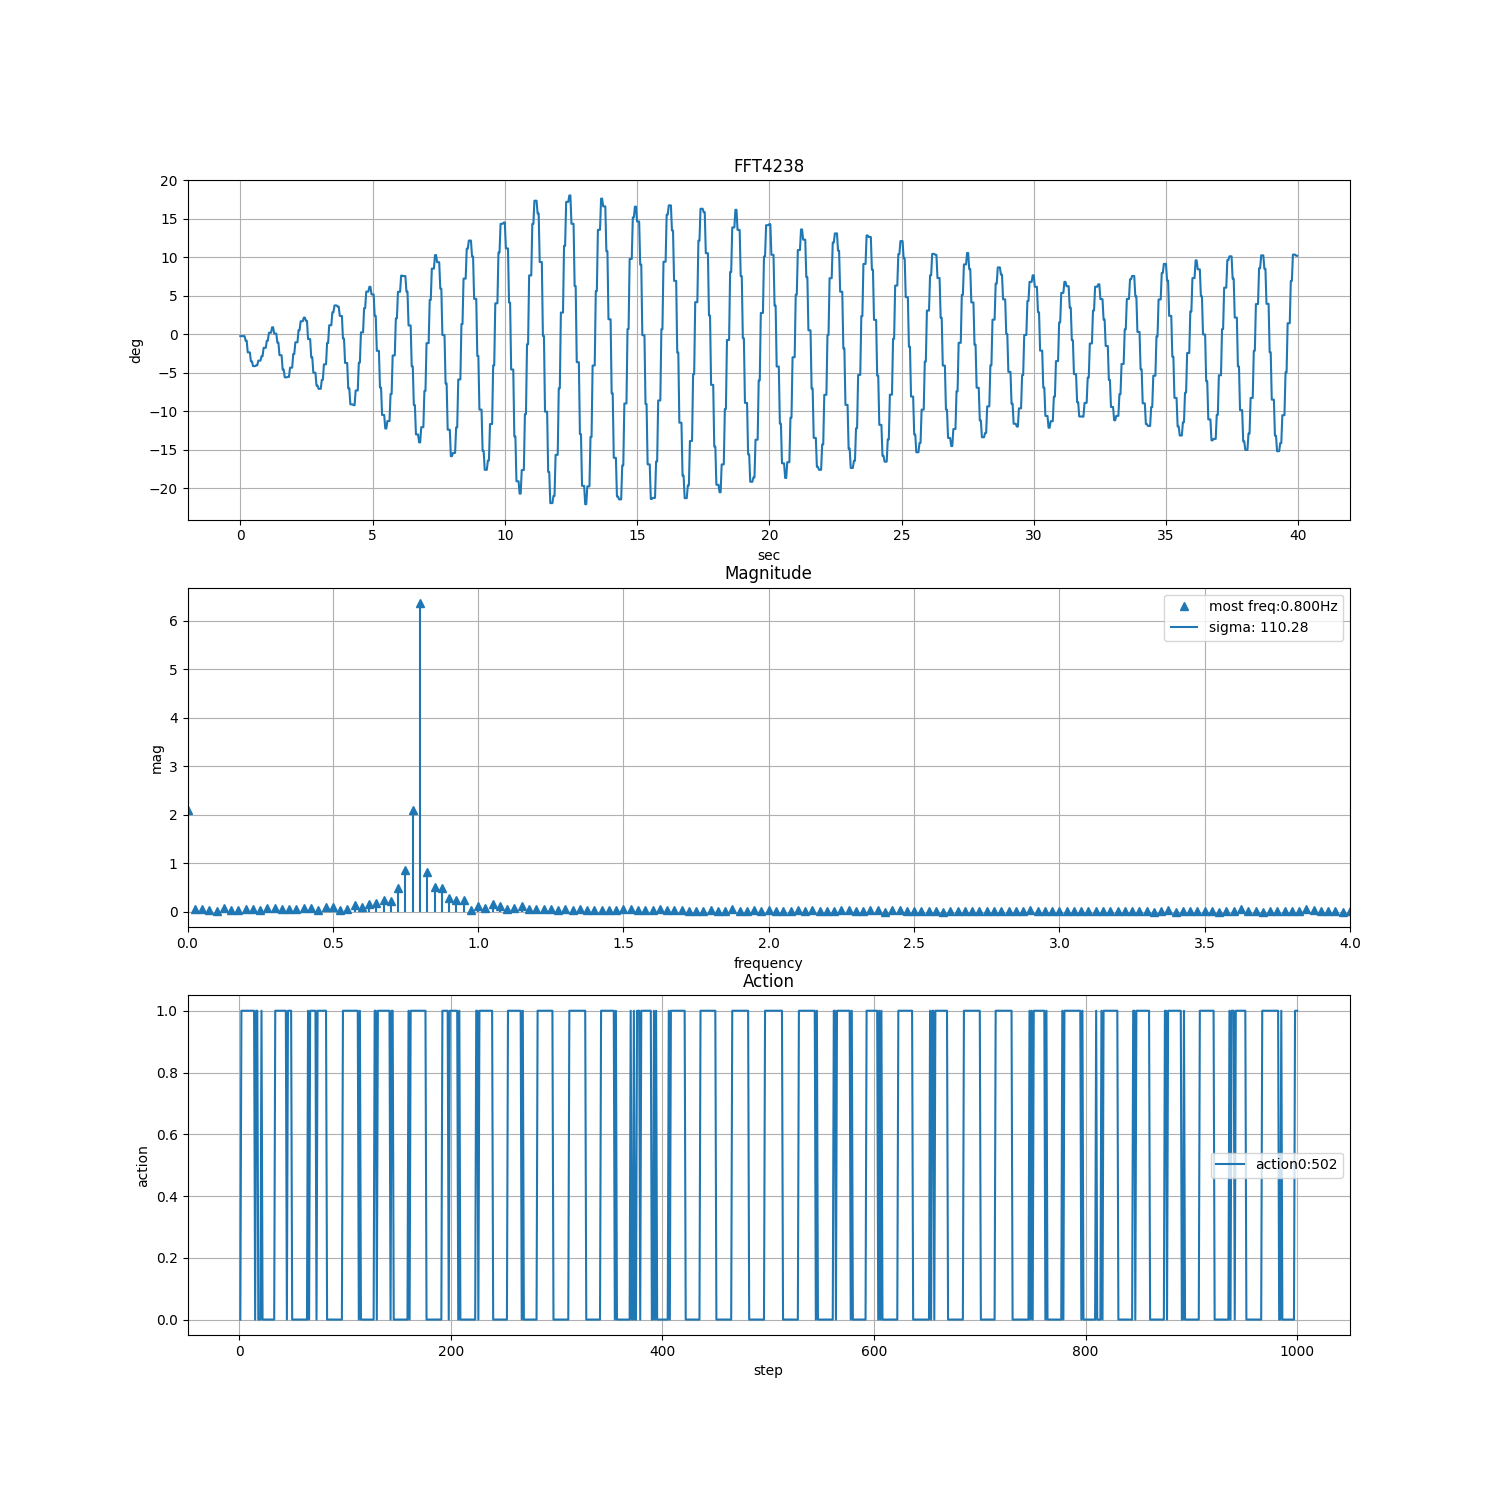 FFT4238
20
15
10
5
0
−5
−10
−15
−20
deg
0 5 10 15 20 25 30 35 40
sec
Magnitude
most freq:0.800Hz
sigma: 110.28
6
5
4
3
2
1
0
mag
0.0 0.5 1.0 1.5 2.0 2.5 3.0 3.5 4.0
frequency
Action
1.0
0.8
0.6
0.4
0.2
0.0
action
action0:502
0 200 400 600 800 1000
step